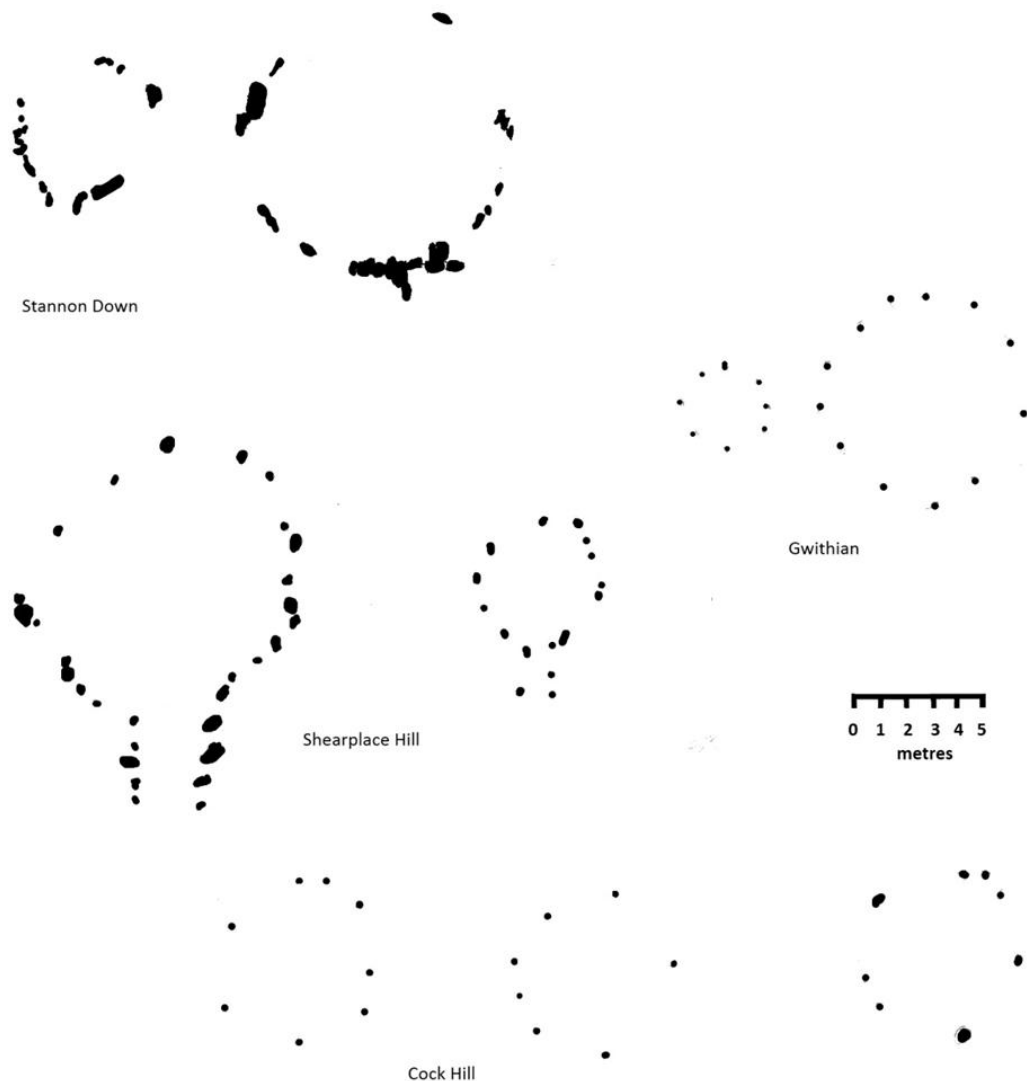 Stannon Down
Gwithian
Shearplace Hill
0 1 2 3 4 5
metres
Cock Hill